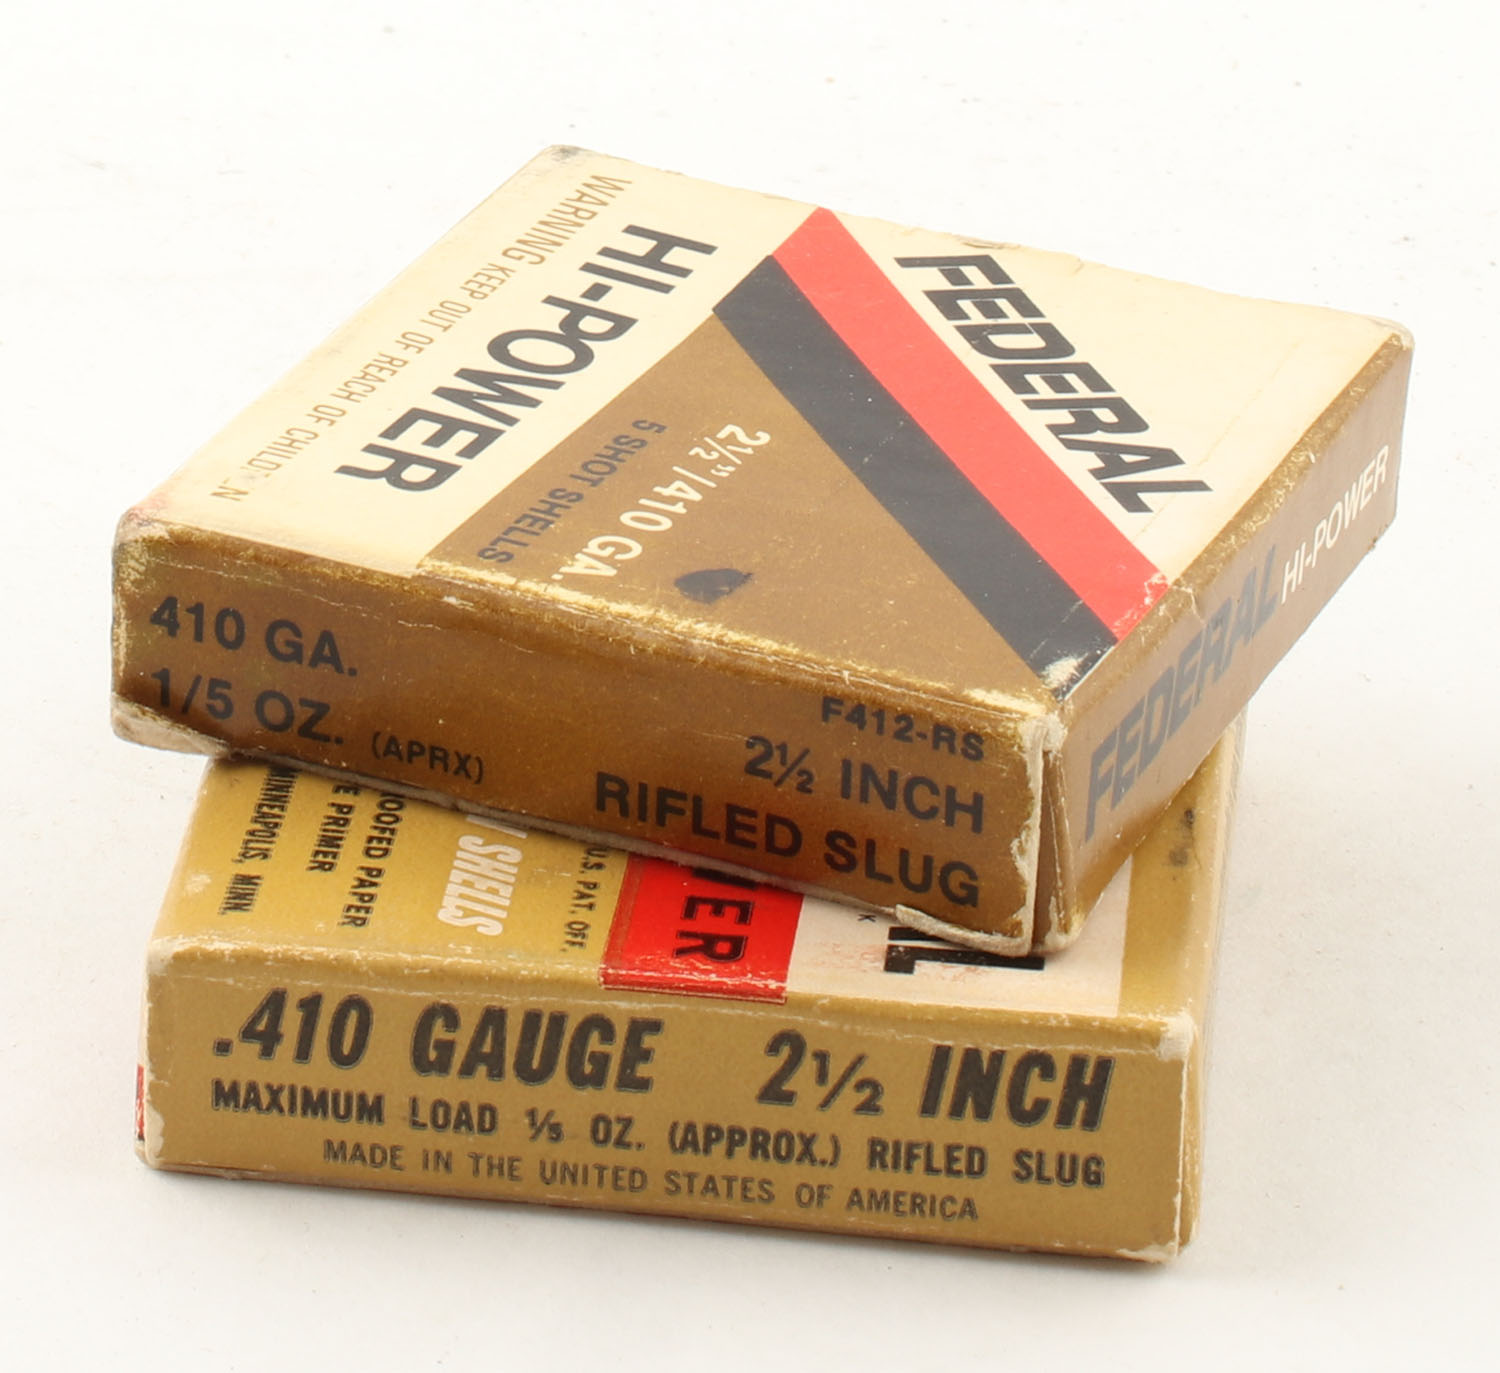 FEDERAL
HI-POWER
WARNING KEEP OUT OF REACH OF
2½"/410 GA.
5 SHOT SHELLS
410 GA.
1/5 OZ. (APRX)
F412-RS
2½ INCH
RIFLED SLUG
FEDERAL HI-POWER
U.S. PAT. OFF.
SHELLS
PAPER
PRIMER
MINNEAPOLIS, MINN.
.410 GAUGE 2½ INCH
MAXIMUM LOAD ⅕ OZ. (APPROX.) RIFLED SLUG
MADE IN THE UNITED STATES OF AMERICA